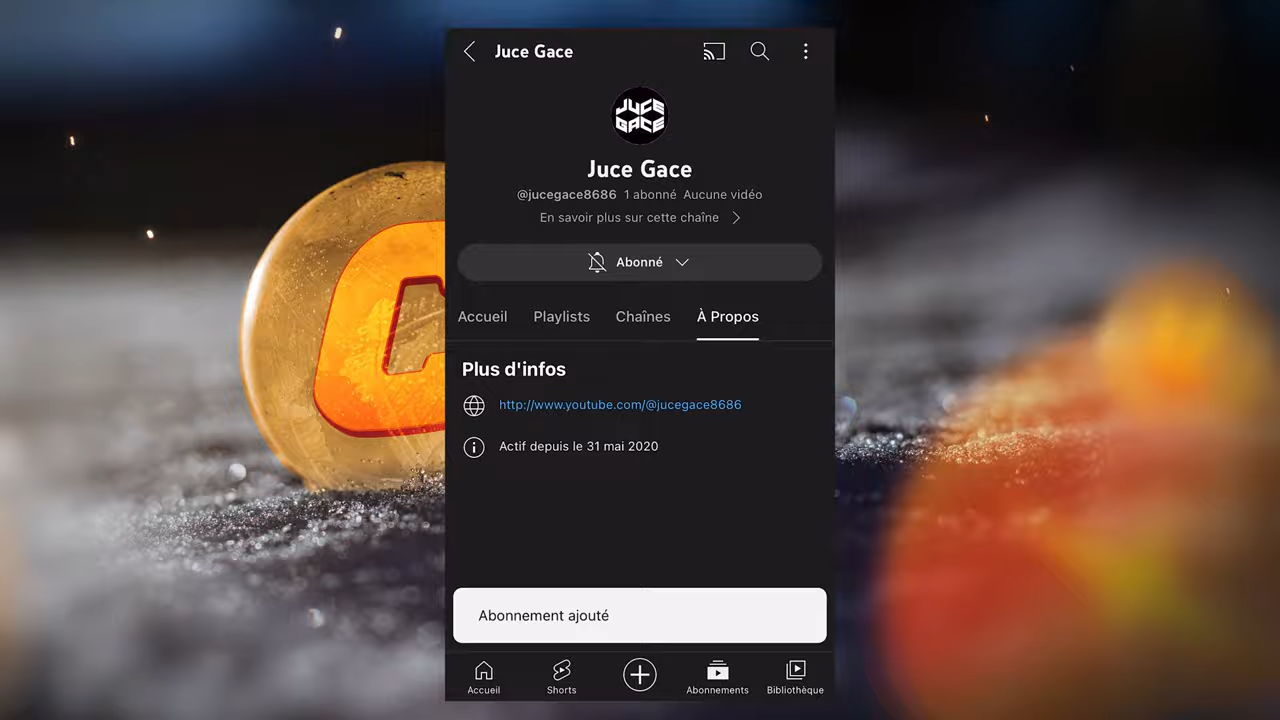 Juce Gace
JUCE
GACE
Juce Gace
@jucegace8686 1 abonné Aucune vidéo
En savoir plus sur cette chaîne
Abonné
Accueil Playlists Chaînes À Propos
Plus d'infos
http://www.youtube.com/@jucegace8686
Actif depuis le 31 mai 2020
Abonnement ajouté
Accueil Shorts Abonnements Bibliothèque